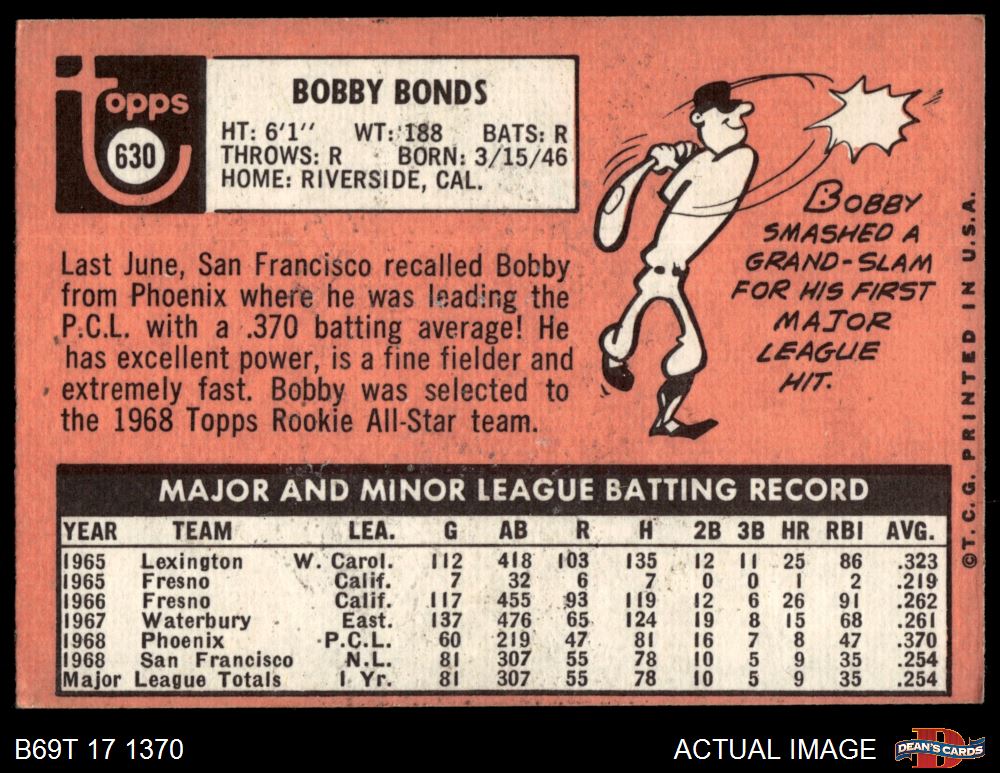 Topps
630
BOBBY BONDS
HT: 6'1" WT: 188 BATS: R
THROWS: R BORN: 3/15/46
HOME: RIVERSIDE, CAL.
Last June, San Francisco recalled Bobby
from Phoenix where he was leading the
P.C.L. with a .370 batting average! He
has excellent power, is a fine fielder and
extremely fast. Bobby was selected to
the 1968 Topps Rookie All-Star team.
BOBBY
SMASHED A
GRAND-SLAM
FOR HIS FIRST
MAJOR
LEAGUE
HIT.
©T.C.G. PRINTED IN U.S.A.
MAJOR AND MINOR LEAGUE BATTING RECORD
YEAR TEAM LEA. G AB R H 2B 3B HR RBI AVG.
1965 Lexington W. Carol. 112 418 103 135 12 11 25 86 .323
1965 Fresno Calif. 7 32 6 7 0 0 1 2 .219
1966 Fresno Calif. 117 455 93 119 12 6 26 91 .262
1967 Waterbury East. 137 476 65 124 19 8 15 68 .261
1968 Phoenix P.C.L. 60 219 47 81 16 7 8 47 .370
1968 San Francisco N.L. 81 307 55 78 10 5 9 35 .254
Major League Totals 1 Yr. 81 307 55 78 10 5 9 35 .254
B69T 17 1370
ACTUAL IMAGE
DEAN'S CARDS